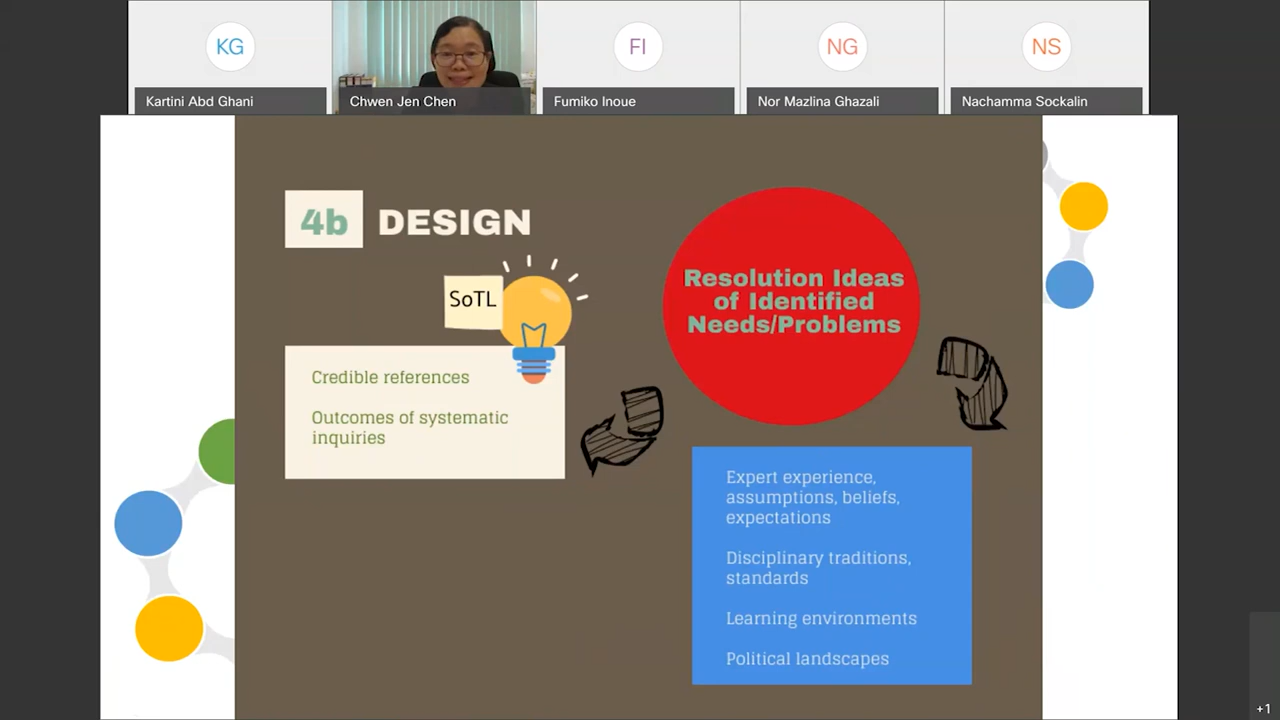 KG
FI
NG
NS
Kartini Abd Ghani
Chwen Jen Chen
Fumiko Inoue
Nor Mazlina Ghazali
Nachamma Sockalin
4b DESIGN
SoTL
Credible references
Outcomes of systematic
inquiries
Resolution Ideas
of Identified
Needs/Problems
Expert experience,
assumptions, beliefs,
expectations
Disciplinary traditions,
standards
Learning environments
Political landscapes
+1